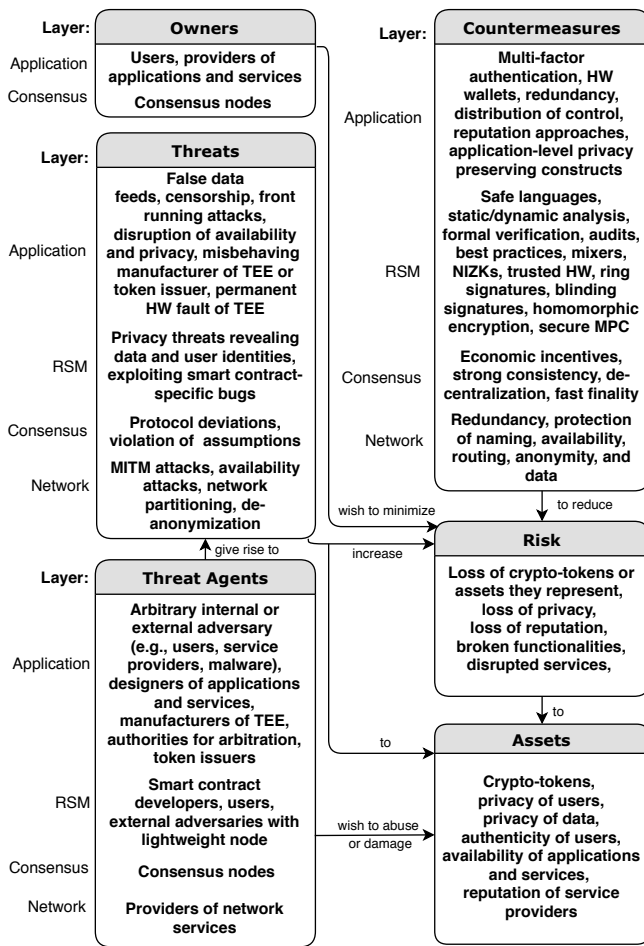 Layer:
Owners
Application
Users, providers of
applications and services
Consensus
Consensus nodes
Layer:
Threats
Application
False data
feeds, censorship, front
running attacks,
disruption of availability
and privacy, misbehaving
manufacturer of TEE or
token issuer, permanent
HW fault of TEE
RSM
Privacy threats revealing
data and user identities,
exploiting smart contract-
specific bugs
Consensus
Protocol deviations,
violation of assumptions
Network
MITM attacks, availability
attacks, network
partitioning, de-
anonymization
give rise to
Layer:
Threat Agents
Application
Arbitrary internal or
external adversary
(e.g., users, service
providers, malware),
designers of applications
and services,
manufacturers of TEE,
authorities for arbitration,
token issuers
RSM
Smart contract
developers, users,
external adversaries with
lightweight node
Consensus
Consensus nodes
Network
Providers of network
services
Layer:
Countermeasures
Application
Multi-factor
authentication, HW
wallets, redundancy,
distribution of control,
reputation approaches,
application-level privacy
preserving constructs
RSM
Safe languages,
static/dynamic analysis,
formal verification, audits,
best practices, mixers,
NIZKs, trusted HW, ring
signatures, blinding
signatures, homomorphic
encryption, secure MPC
Consensus
Economic incentives,
strong consistency, de-
centralization, fast finality
Network
Redundancy, protection
of naming, availability,
routing, anonymity, and
data
wish to minimize
to reduce
increase
Risk
Loss of crypto-tokens or
assets they represent,
loss of privacy,
loss of reputation,
broken functionalities,
disrupted services,
to
to
Assets
Crypto-tokens,
privacy of users,
privacy of data,
authenticity of users,
availability of applications
and services,
reputation of service
providers
wish to abuse
or damage